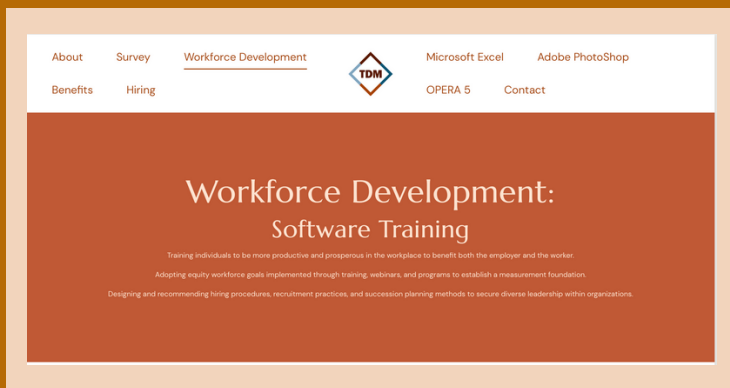 About Survey Workforce Development
Benefits Hiring
TDM
Microsoft Excel Adobe PhotoShop
OPERA 5 Contact
Workforce Development:
Software Training
Training individuals to be more productive and prosperous in the workplace to benefit both the employer and the worker.
Adopting equity workforce goals implemented through training, webinars, and programs to establish a measurement foundation.
Designing and recommending hiring procedures, recruitment practices, and succession planning methods to secure diverse leadership within organizations.